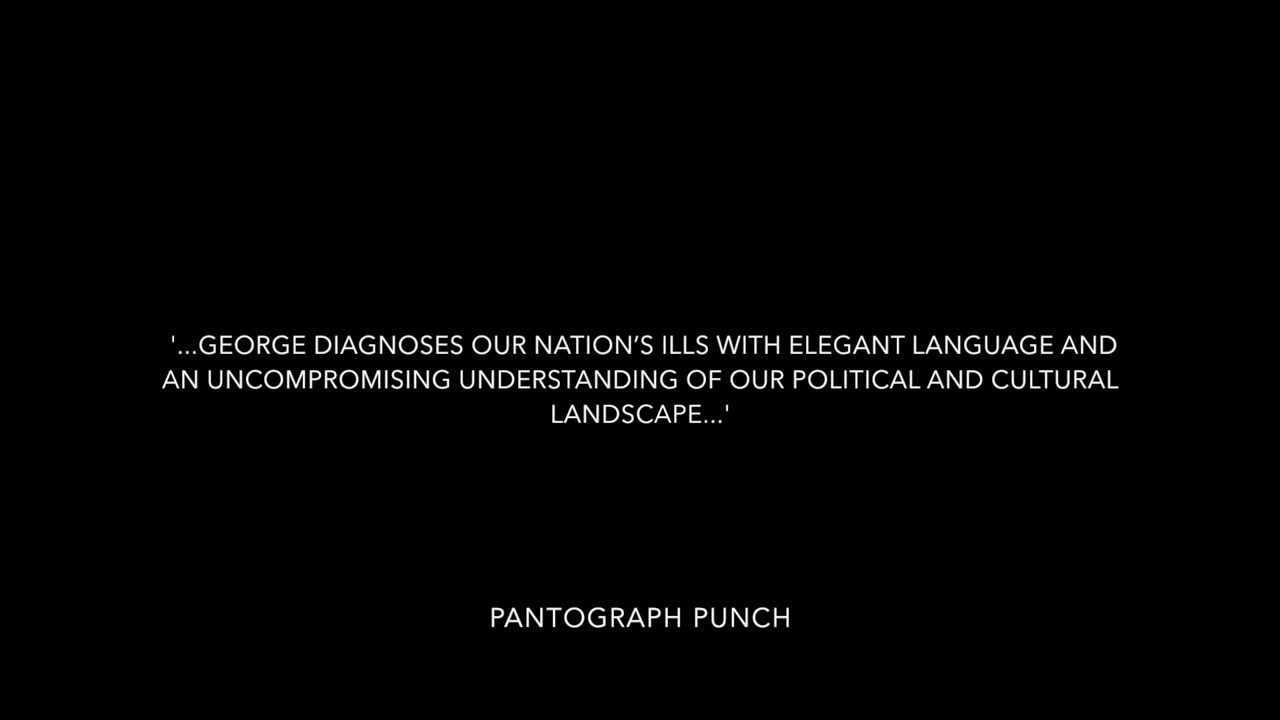 '...GEORGE DIAGNOSES OUR NATION’S ILLS WITH ELEGANT LANGUAGE AND
AN UNCOMPROMISING UNDERSTANDING OF OUR POLITICAL AND CULTURAL
LANDSCAPE...'
PANTOGRAPH PUNCH